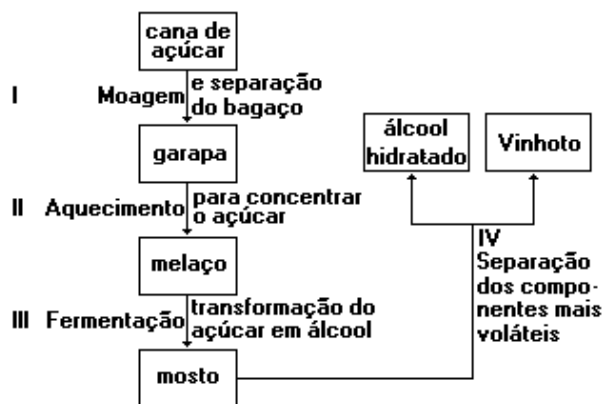 cana de
açúcar
I Moagem e separação
do bagaço
garapa
II Aquecimento para concentrar
o açúcar
melaço
III Fermentação transformação do
açúcar em álcool
mosto
álcool
hidratado
Vinhoto
IV
Separação
dos compo-
nentes mais
voláteis